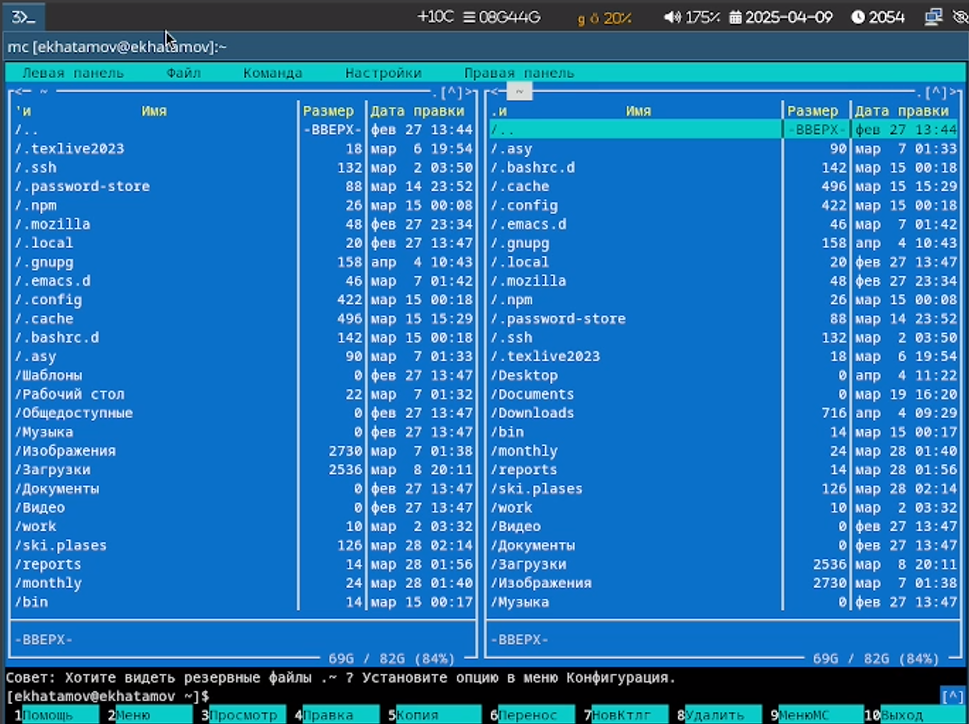 3>_ +10C ☰ 08G44G g ö 20% 175% 2025-04-09 2054
mc [ekhatamov@ekhatamov]:~
Левая панель Файл Команда Настройки Правая панель
<─ ~ .[^]> <─ ~ .[^]>
'и Имя Размер Дата правки .и Имя Размер Дата правки
/.. -ВВЕРХ- фев 27 13:44 /.. -ВВЕРХ- фев 27 13:44
/.texlive2023 18 мар 6 19:54 /.asy 90 мар 7 01:33
/.ssh 132 мар 2 03:50 /.bashrc.d 142 мар 15 00:18
/.password-store 88 мар 14 23:52 /.cache 496 мар 15 15:29
/.npm 26 мар 15 00:08 /.config 422 мар 15 00:18
/.mozilla 48 фев 27 23:34 /.emacs.d 46 мар 7 01:42
/.local 20 фев 27 13:47 /.gnupg 158 апр 4 10:43
/.gnupg 158 апр 4 10:43 /.local 20 фев 27 13:47
/.emacs.d 46 мар 7 01:42 /.mozilla 48 фев 27 23:34
/.config 422 мар 15 00:18 /.npm 26 мар 15 00:08
/.cache 496 мар 15 15:29 /.password-store 88 мар 14 23:52
/.bashrc.d 142 мар 15 00:18 /.ssh 132 мар 2 03:50
/.asy 90 мар 7 01:33 /.texlive2023 18 мар 6 19:54
/Шаблоны 0 фев 27 13:47 /Desktop 0 апр 4 11:22
/Рабочий стол 22 мар 7 01:32 /Documents 0 мар 19 16:20
/Общедоступные 0 фев 27 13:47 /Downloads 716 апр 4 09:29
/Музыка 0 фев 27 13:47 /bin 14 мар 15 00:17
/Изображения 2730 мар 7 01:38 /monthly 24 мар 28 01:40
/Загрузки 2536 мар 8 20:11 /reports 14 мар 28 01:56
/Документы 0 фев 27 13:47 /ski.plases 126 мар 28 02:14
/Видео 0 фев 27 13:47 /work 10 мар 2 03:32
/work 10 мар 2 03:32 /Видео 0 фев 27 13:47
/ski.plases 126 мар 28 02:14 /Документы 0 фев 27 13:47
/reports 14 мар 28 01:56 /Загрузки 2536 мар 8 20:11
/monthly 24 мар 28 01:40 /Изображения 2730 мар 7 01:38
/bin 14 мар 15 00:17 /Музыка 0 фев 27 13:47
-ВВЕРХ- -ВВЕРХ-
69G / 82G (84%) 69G / 82G (84%)
Совет: Хотите видеть резервные файлы .~ ? Установите опцию в меню Конфигурация.
[ekhatamov@ekhatamov ~]$ [^]
1Помощь 2Меню 3Просмотр 4Правка 5Копия 6Перенос 7НовКтлг 8Удалить 9МенюMC 10Выход